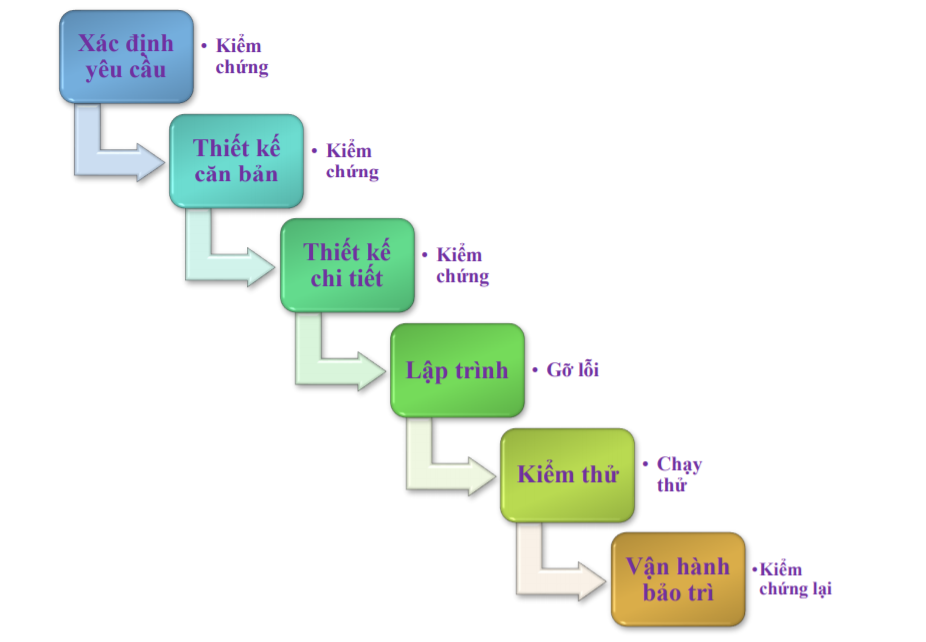 Xác định
yêu cầu
• Kiểm
chứng
Thiết kế
căn bản
• Kiểm
chứng
Thiết kế
chi tiết
• Kiểm
chứng
Lập trình
• Gỡ lỗi
Kiểm thử
• Chạy
thử
Vận hành
bảo trì
•Kiểm
chứng lại